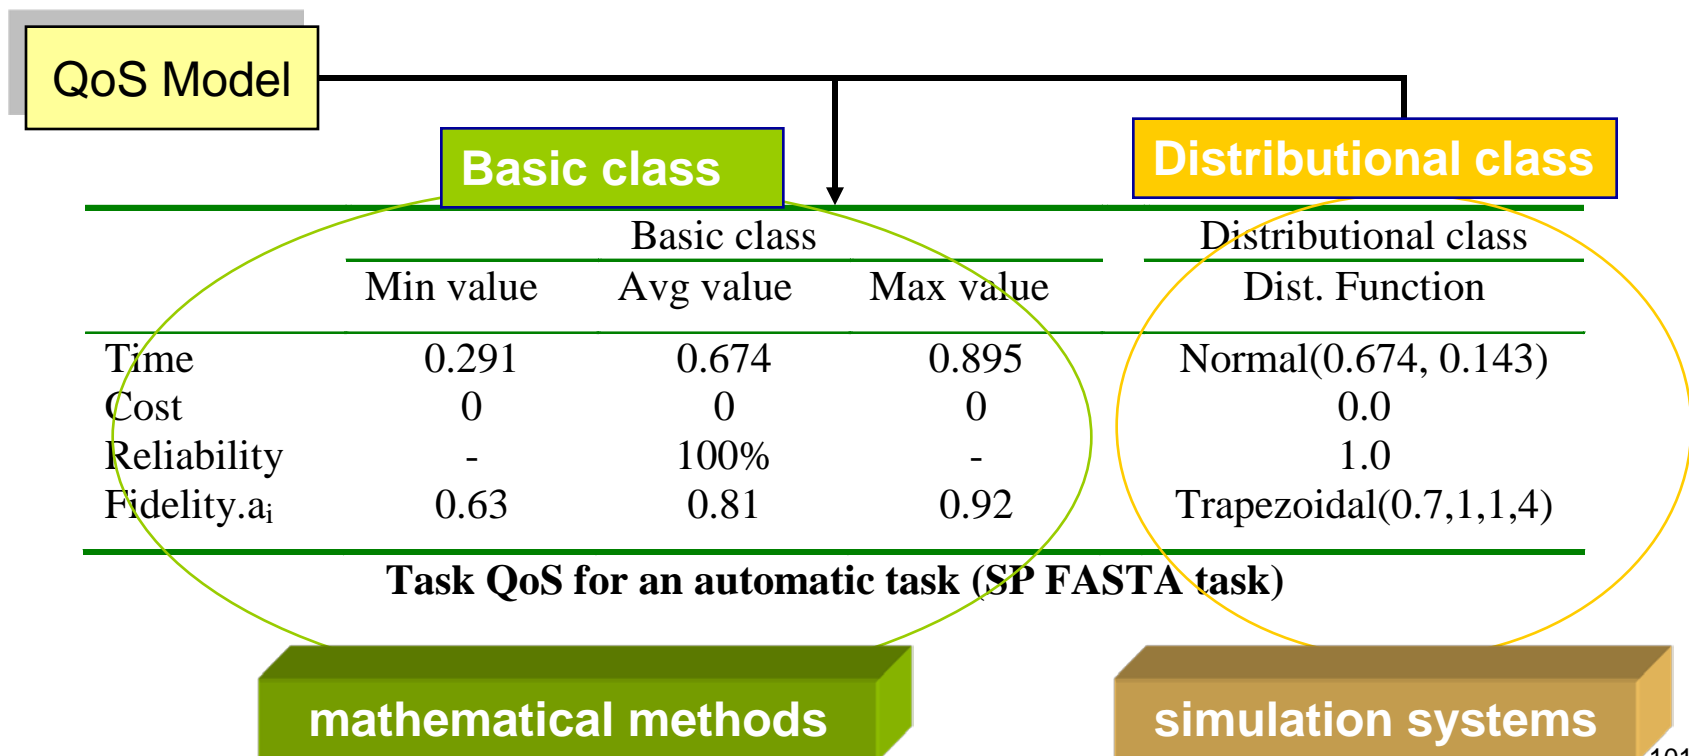 QoS Model
Basic class
Distributional class
Basic class Distributional class
Min value Avg value Max value Dist. Function
Time 0.291 0.674 0.895 Normal(0.674, 0.143)
Cost 0 0 0 0.0
Reliability - 100% - 1.0
Fidelity.ai 0.63 0.81 0.92 Trapezoidal(0.7,1,1,4)
Task QoS for an automatic task (SP FASTA task)
mathematical methods
simulation systems
101